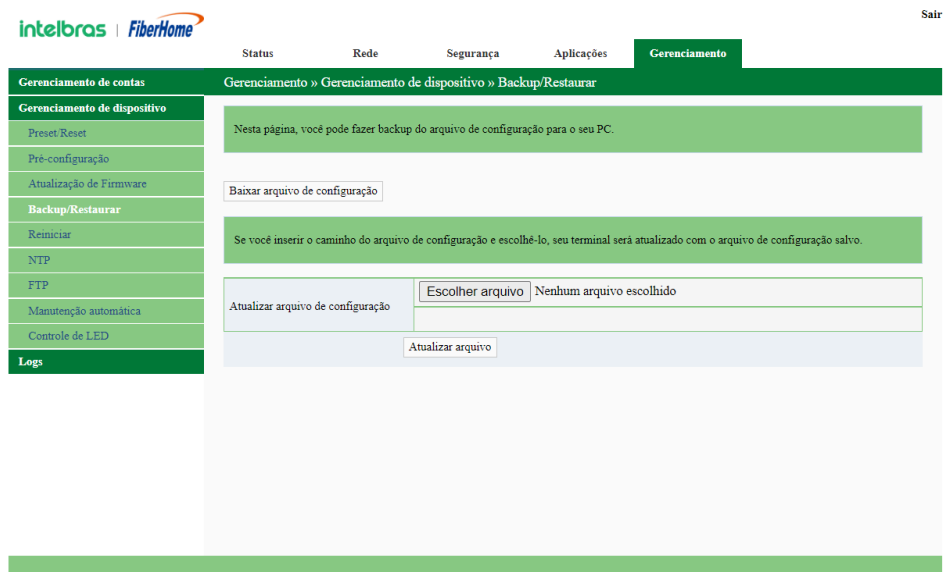 Sair
intelbras | FiberHome
Status Rede Segurança Aplicações Gerenciamento
Gerenciamento de contas
Gerenciamento de dispositivo
Preset/Reset
Pré-configuração
Atualização de Firmware
Backup/Restaurar
Reiniciar
NTP
FTP
Manutenção automática
Controle de LED
Logs
Gerenciamento » Gerenciamento de dispositivo » Backup/Restaurar
Nesta página, você pode fazer backup do arquivo de configuração para o seu PC.
Baixar arquivo de configuração
Se você inserir o caminho do arquivo de configuração e escolhê-lo, seu terminal será atualizado com o arquivo de configuração salvo.
Atualizar arquivo de configuração
Escolher arquivo Nenhum arquivo escolhido
Atualizar arquivo